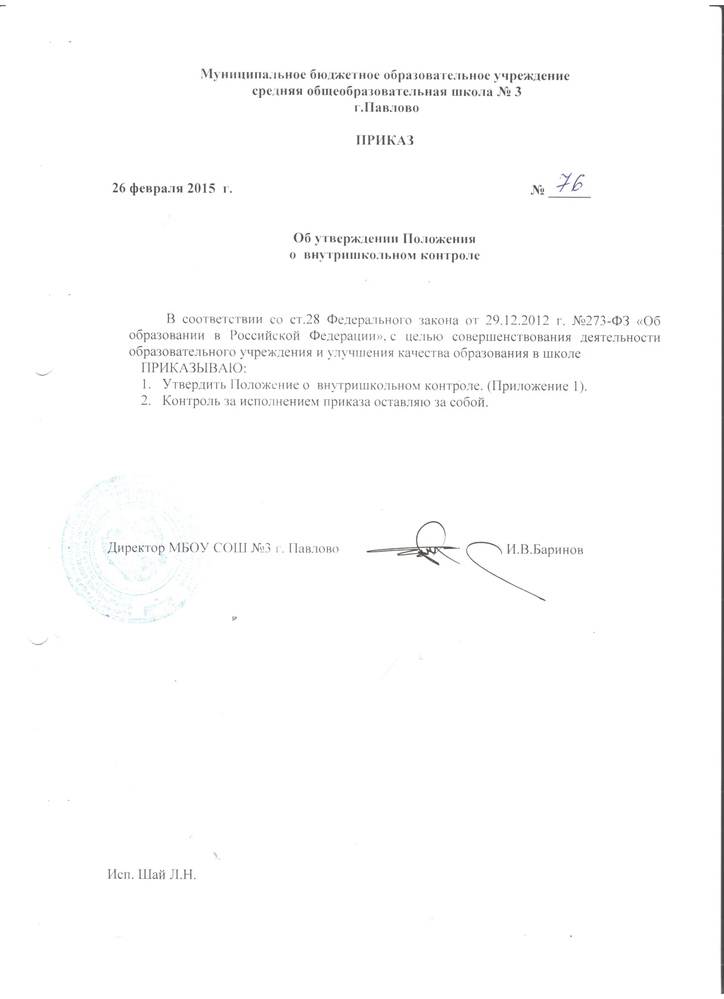 Муниципальное бюджетное образовательное учреждение
средняя общеобразовательная школа № 3
г.Павлово
ПРИКАЗ
26 февраля 2015 г. № 76
Об утверждении Положения
о внутришкольном контроле
В соответствии со ст.28 Федерального закона от 29.12.2012 г. №273-ФЗ «Об
образовании в Российской Федерации», с целью совершенствования деятельности
образовательного учреждения и улучшения качества образования в школе
ПРИКАЗЫВАЮ:
1. Утвердить Положение о внутришкольном контроле. (Приложение 1).
2. Контроль за исполнением приказа оставляю за собой.
Директор МБОУ СОШ №3 г. Павлово И.В.Баринов
Исп. Шай Л.Н.